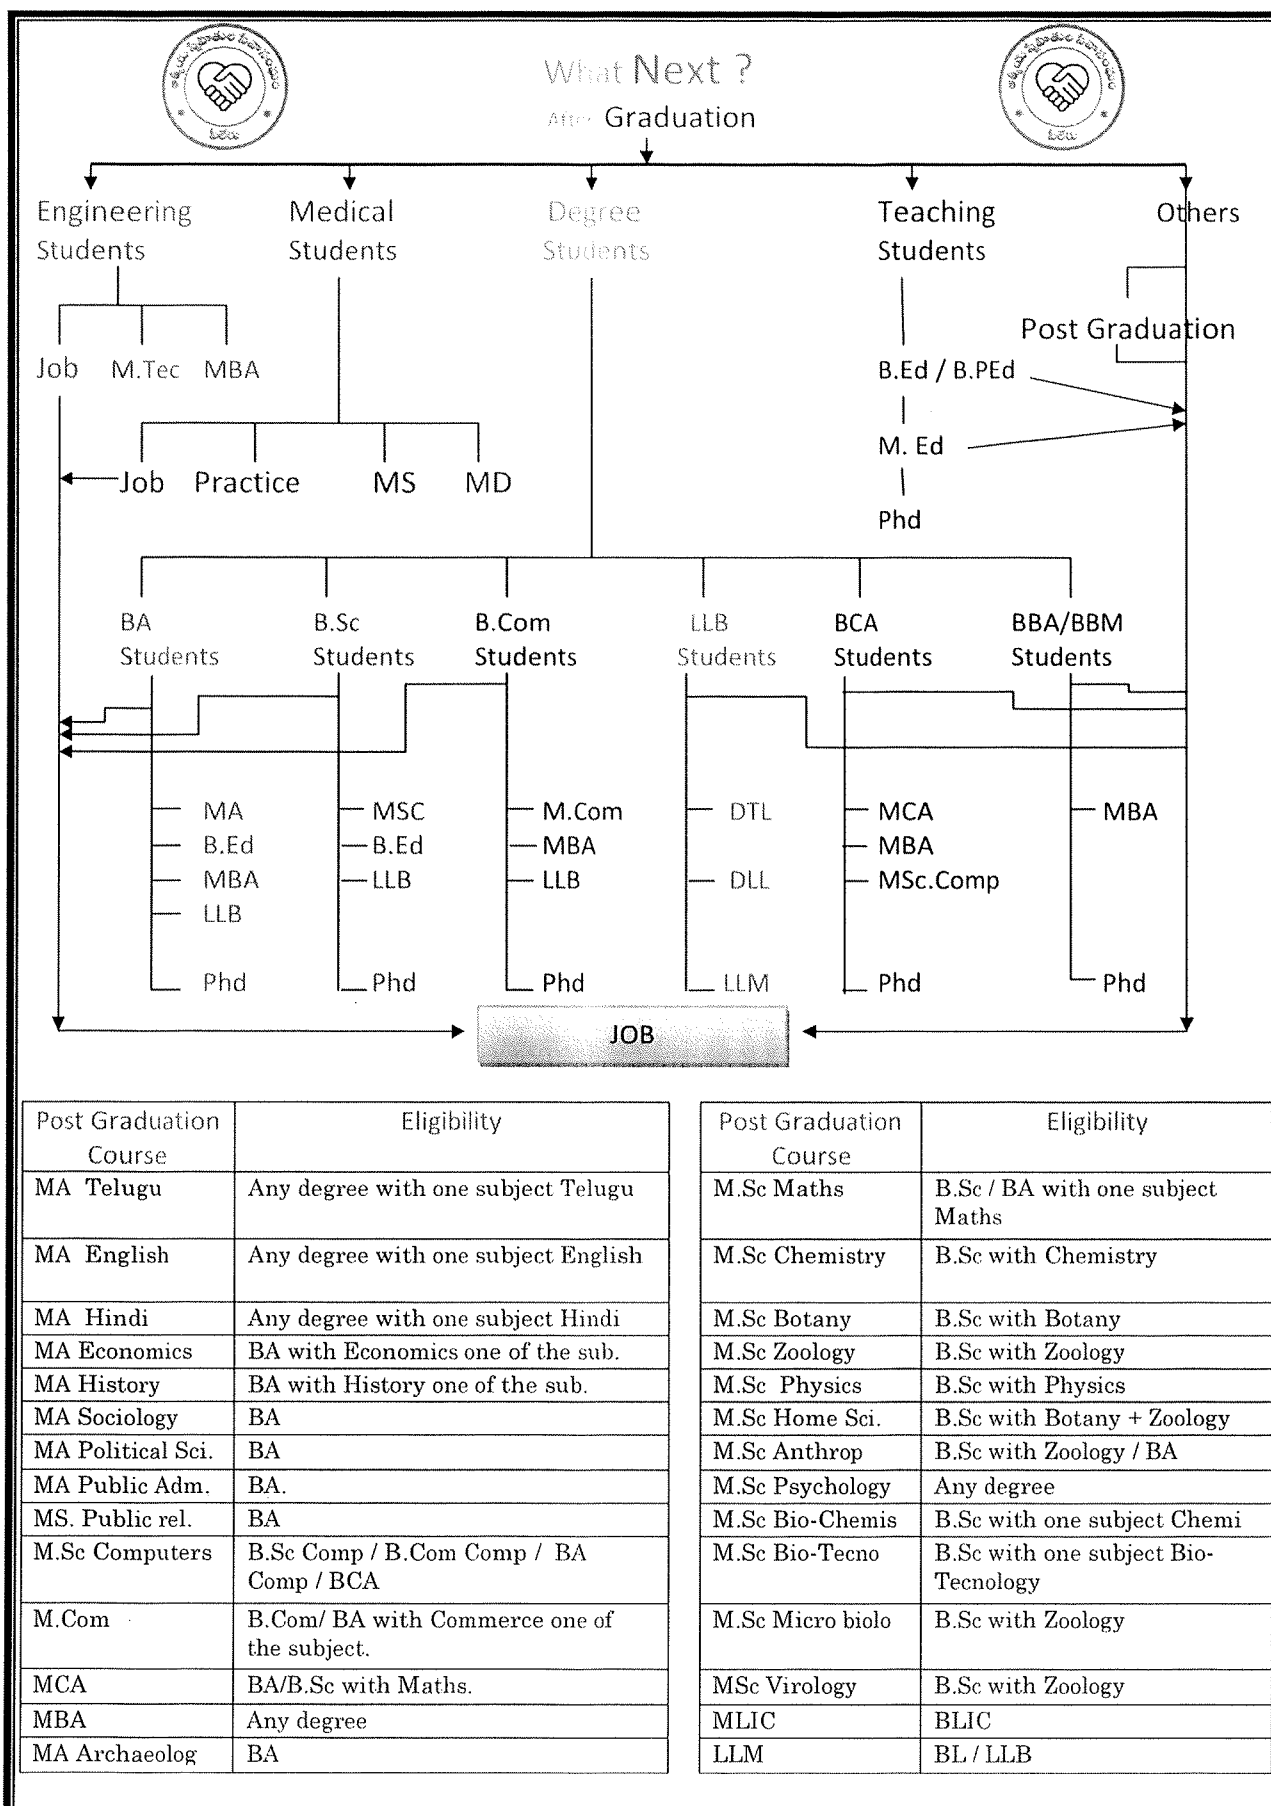 ఆత్మీయ స్నేహితుల సేవాసంఘం
పీలేరు
What Next ?
After Graduation
ఆత్మీయ స్నేహితుల సేవాసంఘం
పీలేరు
Engineering Students
Medical Students
Degree Students
Teaching Students
Others
Job
M.Tec
MBA
Post Graduation
B.Ed / B.PEd
M. Ed
Phd
Job
Practice
MS
MD
BA Students
B.Sc Students
B.Com Students
LLB Students
BCA Students
BBA/BBM Students
MA
B.Ed
MBA
LLB
Phd
MSC
B.Ed
LLB
Phd
M.Com
MBA
LLB
Phd
DTL
DLL
LLM
MCA
MBA
MSc.Comp
Phd
MBA
Phd
JOB
Post Graduation Course Eligibility
MA Telugu Any degree with one subject Telugu
MA English Any degree with one subject English
MA Hindi Any degree with one subject Hindi
MA Economics BA with Economics one of the sub.
MA History BA with History one of the sub.
MA Sociology BA
MA Political Sci. BA
MA Public Adm. BA.
MS. Public rel. BA
M.Sc Computers B.Sc Comp / B.Com Comp / BA
Comp / BCA
M.Com B.Com/ BA with Commerce one of
the subject.
MCA BA/B.Sc with Maths.
MBA Any degree
MA Archaeolog BA
Post Graduation Course Eligibility
M.Sc Maths B.Sc / BA with one subject
Maths
M.Sc Chemistry B.Sc with Chemistry
M.Sc Botany B.Sc with Botany
M.Sc Zoology B.Sc with Zoology
M.Sc Physics B.Sc with Physics
M.Sc Home Sci. B.Sc with Botany + Zoology
M.Sc Anthrop B.Sc with Zoology / BA
M.Sc Psychology Any degree
M.Sc Bio-Chemis B.Sc with one subject Chemi
M.Sc Bio-Tecno B.Sc with one subject Bio-
Tecnology
M.Sc Micro biolo B.Sc with Zoology
MSc Virology B.Sc with Zoology
MLIC BLIC
LLM BL / LLB